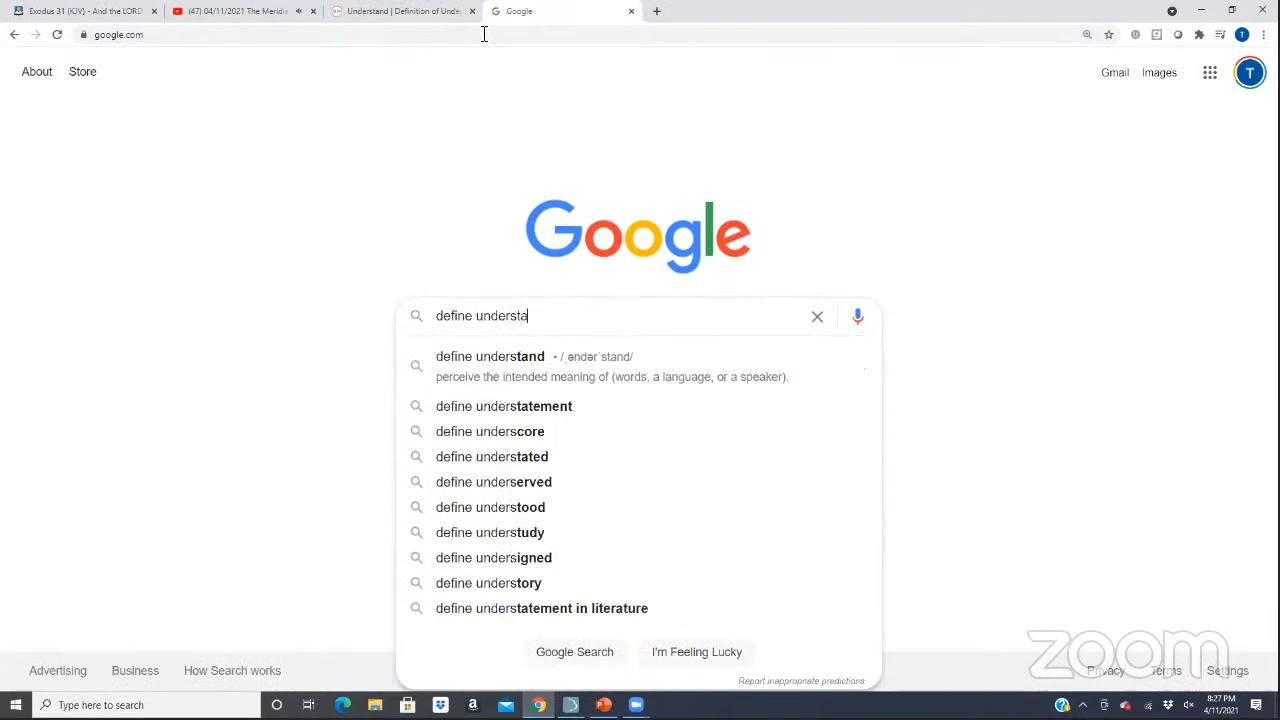 Exodus 31 (KJV) - And the LORD
(47) 04/11/2021 The Meridia
Understand | Definition of Unde
Google
google.com
About
Store
Gmail
Images
T
Google
define understa
define understand • /ˌəndərˈstand/
perceive the intended meaning of (words, a language, or a speaker).
define understatement
define underscore
define understated
define underserved
define understood
define understudy
define undersigned
define understory
define understatement in literature
Google Search
I'm Feeling Lucky
Report inappropriate predictions
zoom
Advertising
Business
How Search works
Privacy
Terms
Settings
Type here to search
8:27 PM
4/11/2021